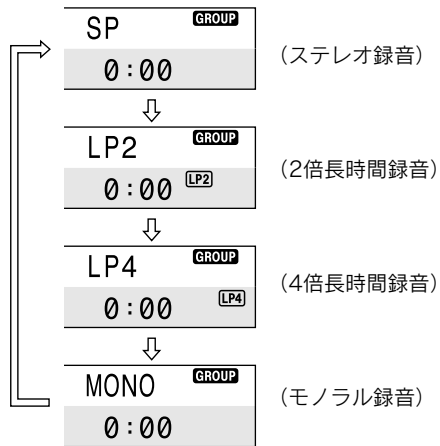 SP GROUP
0:00
(ステレオ録音)
LP2 GROUP
0:00 LP2
(2倍長時間録音)
LP4 GROUP
0:00 LP4
(4倍長時間録音)
MONO GROUP
0:00
(モノラル録音)